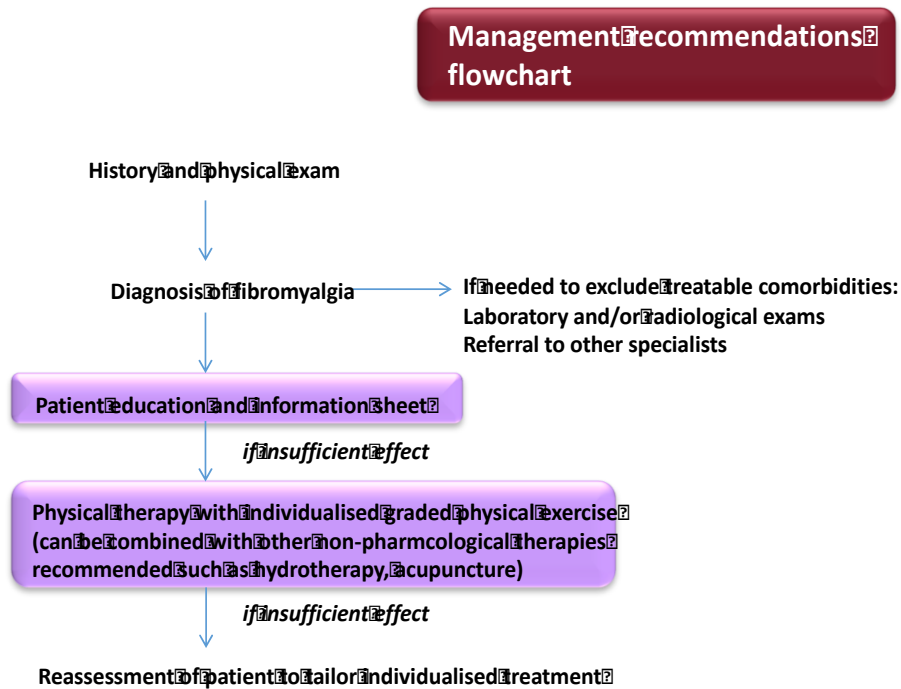 Management recommendations
flowchart
History and physical exam
Diagnosis of fibromyalgia
If needed to exclude treatable comorbidities:
Laboratory and/or radiological exams
Referral to other specialists
Patient education and information sheet
if insufficient effect
Physical therapy with individualised graded physical exercise
(can be combined with other non-pharmcological therapies
recommended such as hydrotherapy, acupuncture)
if insufficient effect
Reassessment of patient to tailor individualised treatment